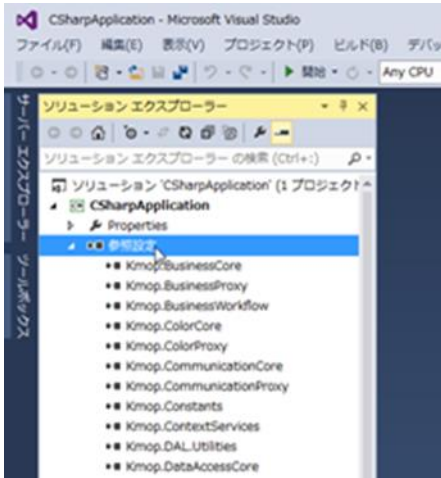 CSharpApplication - Microsoft Visual Studio
ファイル(F) 編集(E) 表示(V) プロジェクト(P) ビルド(B) デバッ
開始 Any CPU
サーバー エクスプローラー ツールボックス
ソリューション エクスプローラー
ソリューション エクスプローラー の検索 (Ctrl+:)
ソリューション 'CSharpApplication' (1 プロジェクト
CSharpApplication
Properties
参照設定
Kmop.BusinessCore
Kmop.BusinessProxy
Kmop.BusinessWorkflow
Kmop.ColorCore
Kmop.ColorProxy
Kmop.CommunicationCore
Kmop.CommunicationProxy
Kmop.Constants
Kmop.ContextServices
Kmop.DAL.Utilities
Kmop.DataAccessCore